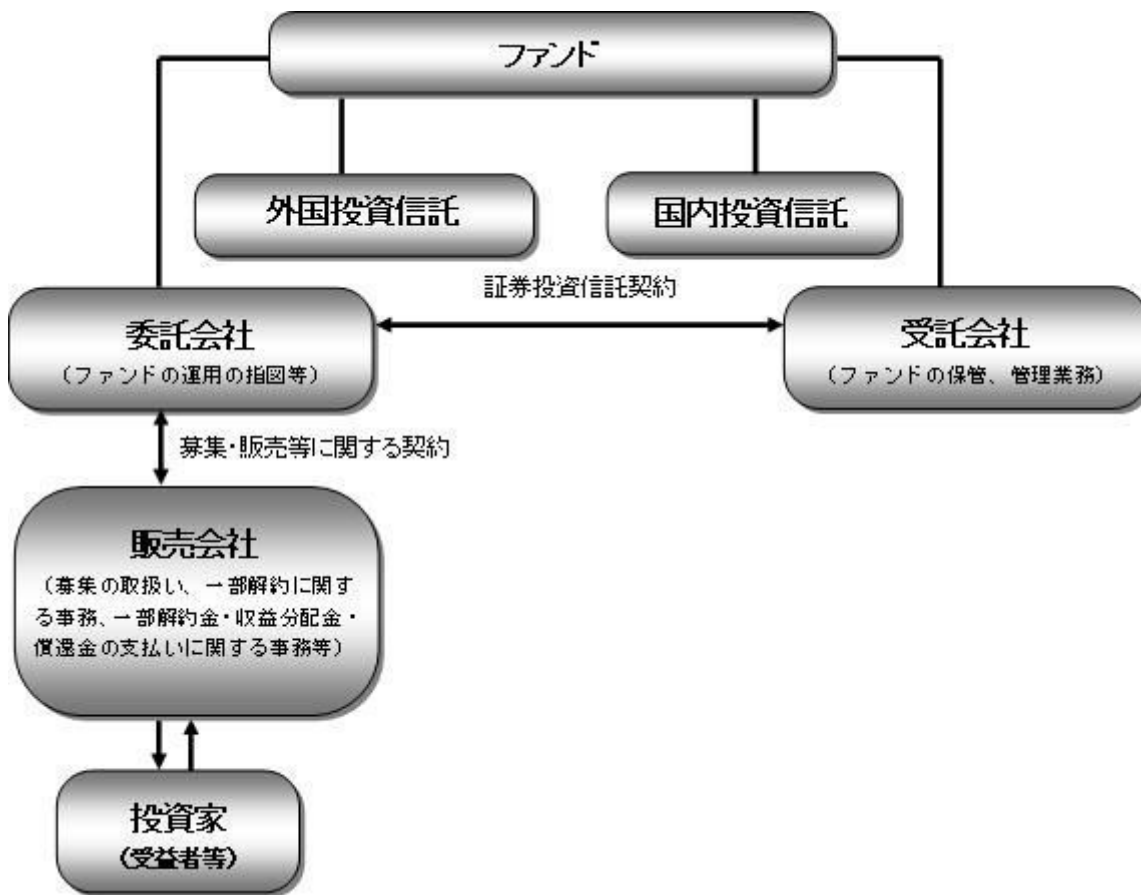 ファンド
外国投資信託
国内投資信託
証券投資信託契約
委託会社
（ファンドの運用の指図等）
受託会社
（ファンドの保管、管理業務）
募集・販売等に関する契約
販売会社
（募集の取扱い、一部解約に関す
る事務、一部解約金・収益分配金・
償還金の支払いに関する事務等）
投資家
（受益者等）